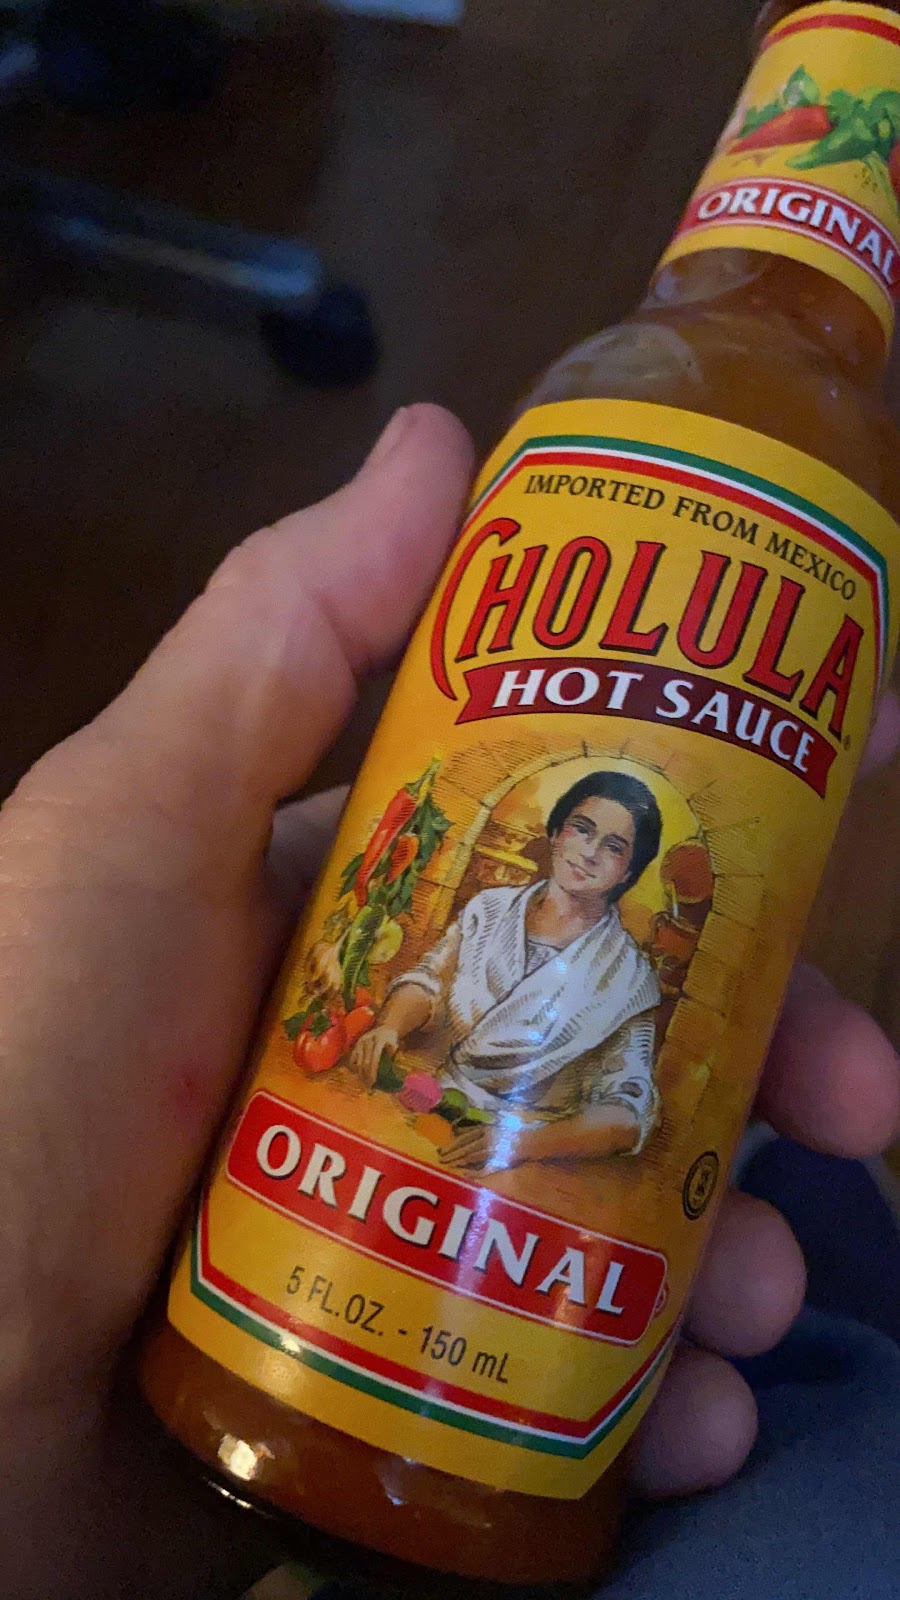 ORIGINAL
IMPORTED FROM MEXICO
CHOLULA®
HOT SAUCE
ORIGINAL
5 FL.OZ. - 150 mL